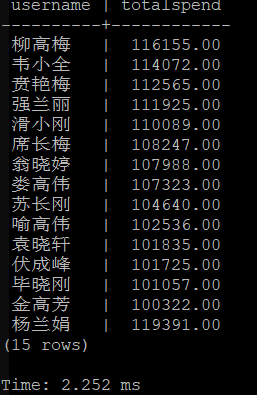 username | totalspend
---------+------------
柳高梅 | 116155.00
韦小全 | 114072.00
贲艳梅 | 112565.00
强兰丽 | 111925.00
滑小刚 | 110089.00
席长梅 | 108247.00
翁晓婷 | 107988.00
娄高伟 | 107323.00
苏长刚 | 104640.00
喻高伟 | 102536.00
袁晓轩 | 101835.00
伏成峰 | 101725.00
毕晓刚 | 101057.00
金高芳 | 100322.00
杨兰娟 | 119391.00
(15 rows)
Time: 2.252 ms